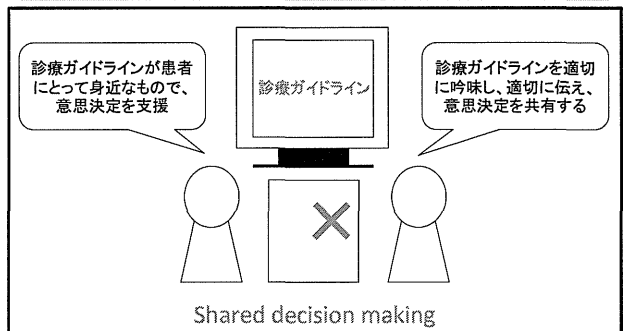 診療ガイドラインが患者
にとって身近なもので、
意思決定を支援
診療ガイドライン
診療ガイドラインを適切
に吟味し、適切に伝え、
意思決定を共有する
Shared decision making